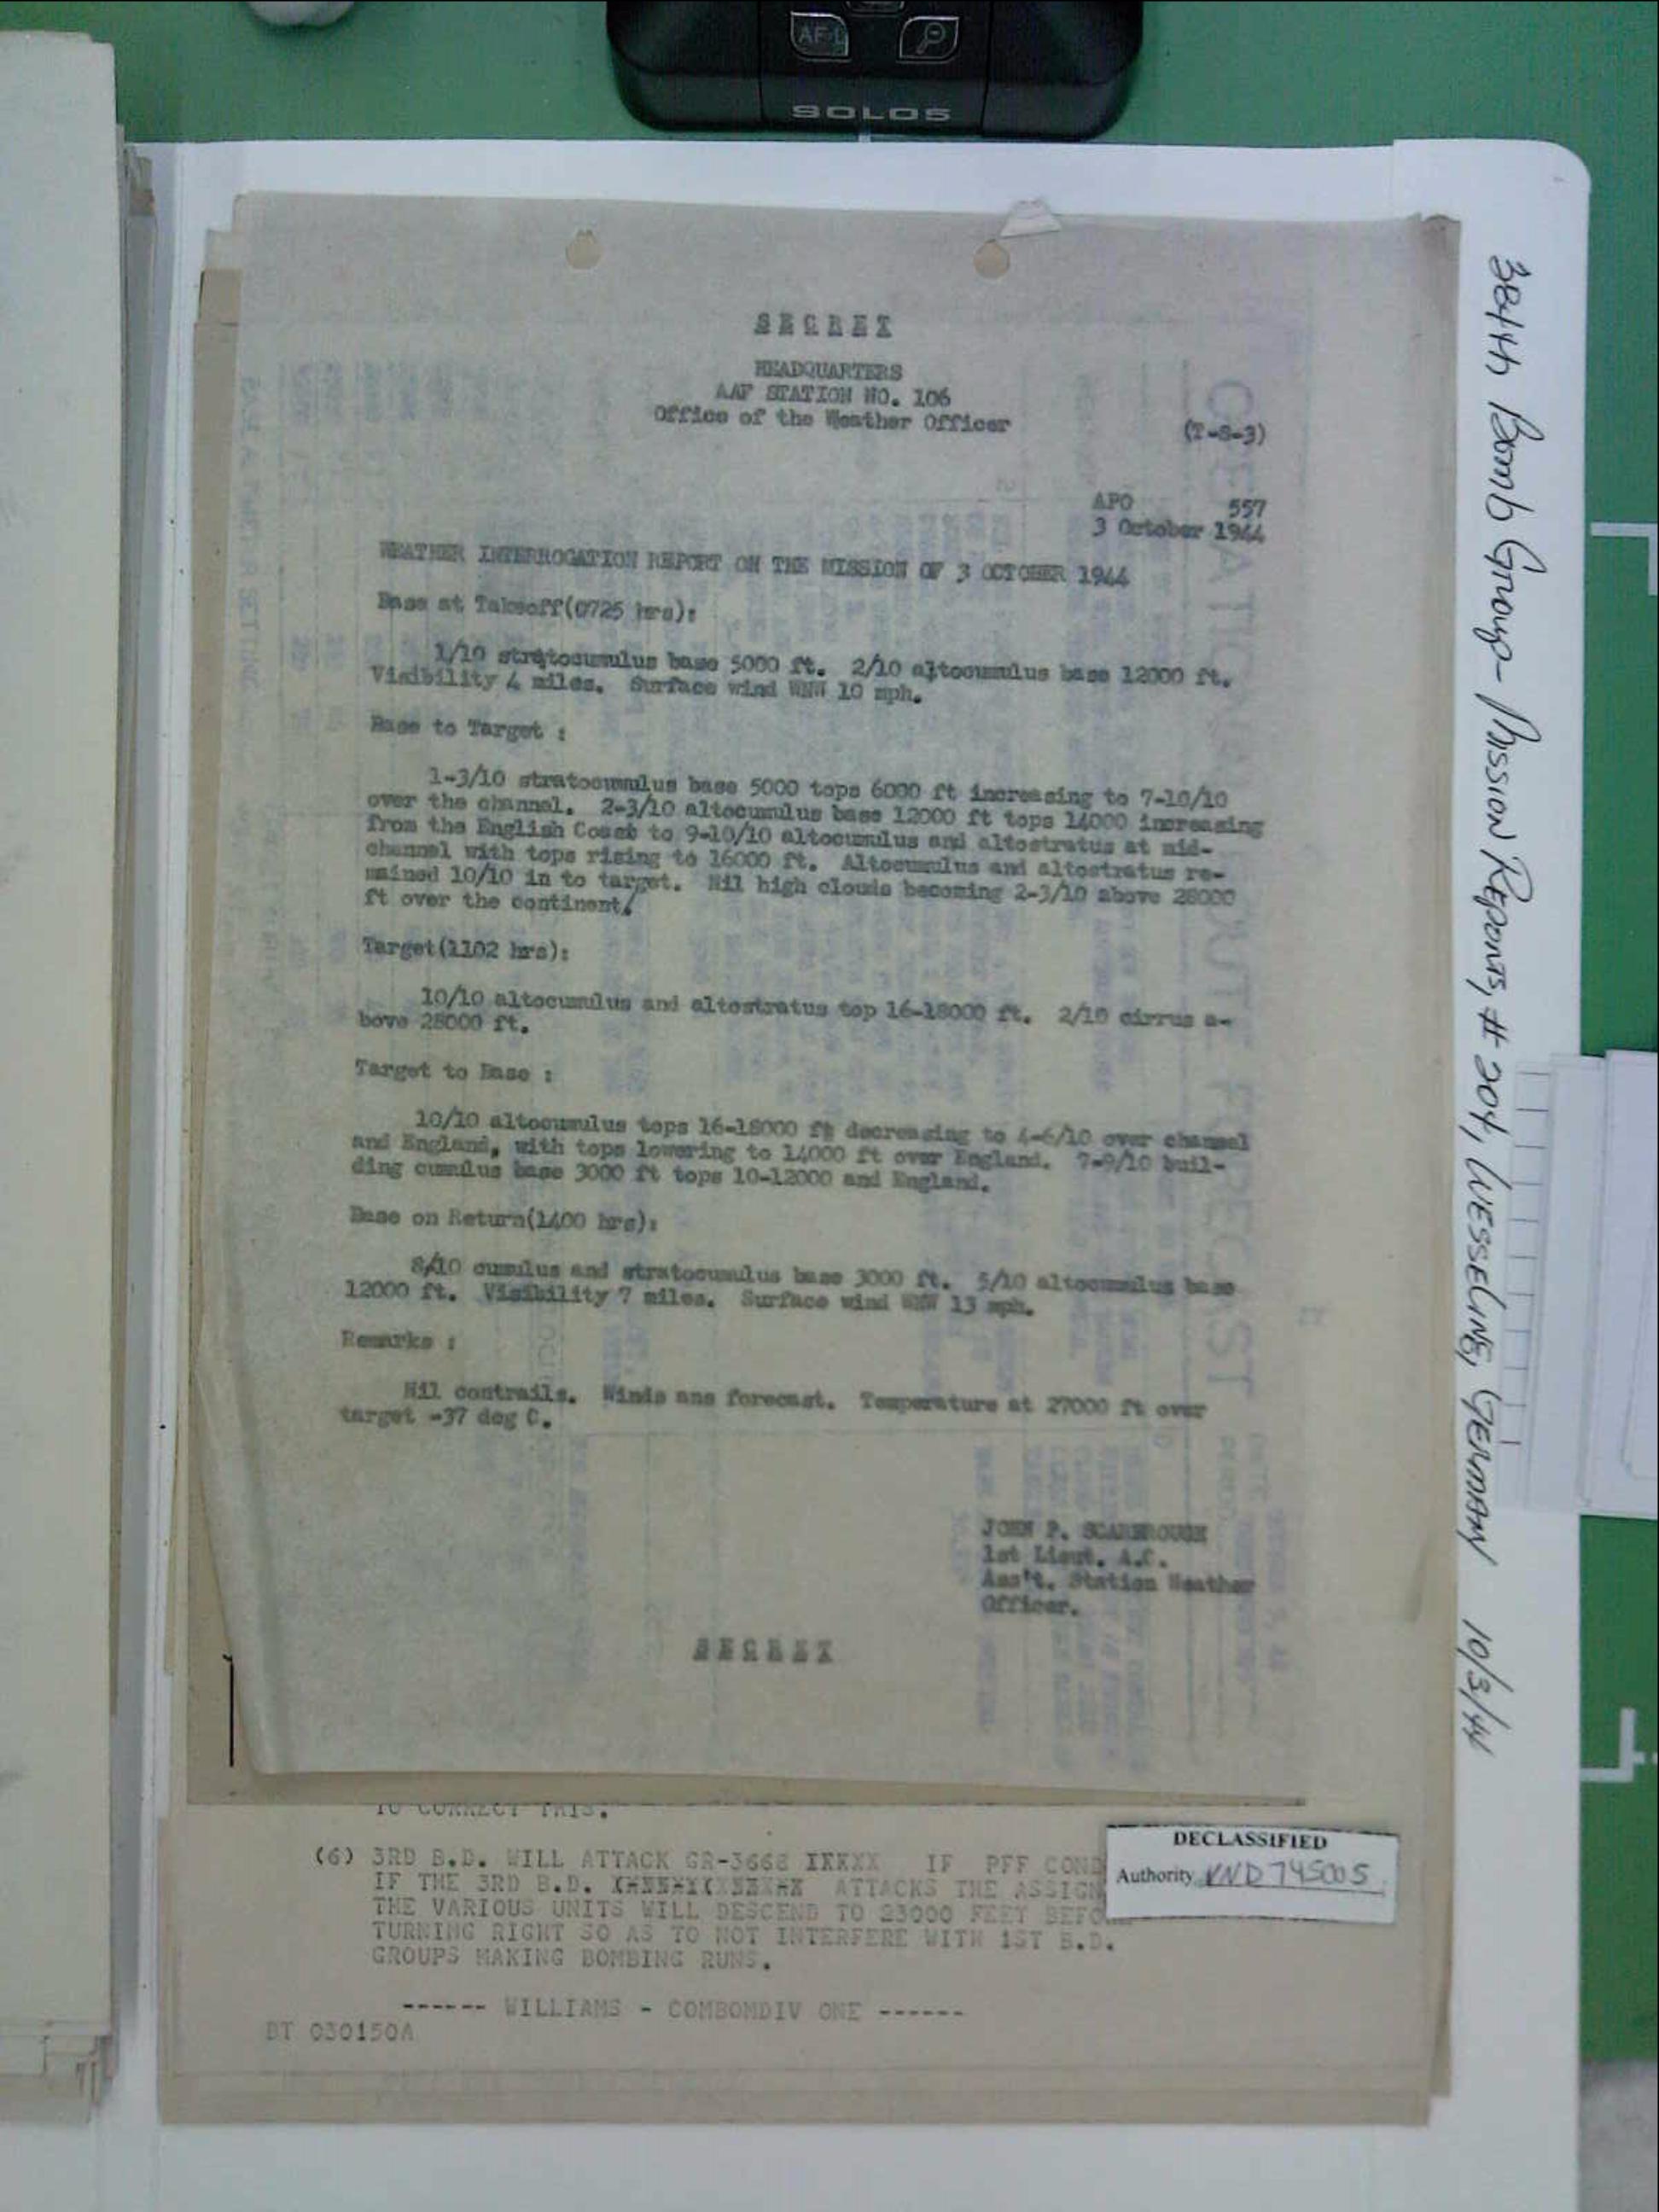 AF-L
SOLO5
SECRET
HEADQUARTERS
AAF STATION NO. 106
Office of the Weather Officer
(T-S-3)
APO 557
3 October 1944
WEATHER INTERROGATION REPORT ON THE MISSION OF 3 OCTOBER 1944
Base at Takeoff(0725 hrs):
1/10 stratocumulus base 5000 ft. 2/10 altocumulus base 12000 ft.
Visibility 4 miles. Surface wind WNW 10 mph.
Base to Target :
1-3/10 stratocumulus base 5000 tops 6000 ft increasing to 7-10/10
over the channel. 2-3/10 altocumulus base 12000 ft tops 14000 increasing
from the English Coast to 9-10/10 altocumulus and altostratus at mid-
channel with tops rising to 16000 ft. Altocumulus and altostratus re-
mained 10/10 in to target. Nil high clouds becoming 2-3/10 above 28000
ft over the continent.
Target(1102 hrs):
10/10 altocumulus and altostratus top 16-18000 ft. 2/10 cirrus a-
bove 28000 ft.
Target to Base :
10/10 altocumulus tops 16-18000 ft decreasing to 4-6/10 over channel
and England, with tops lowering to 14000 ft over England. 7-9/10 buil-
ding cumulus base 3000 ft tops 10-12000 and England.
Base on Return(1400 hrs):
8/10 cumulus and stratocumulus base 3000 ft. 5/10 altocumulus base
12000 ft. Visibility 7 miles. Surface wind WNW 13 mph.
Remarks :
Nil contrails. Winds ans forecast. Temperature at 27000 ft over
target -37 deg C.
JOHN P. SCARBROUGH
1st Lieut. A.C.
Ass't. Station Weather
Officer.
SECRET
TO CORRECT THIS.
(6) 3RD B.D. WILL ATTACK GR-3668 IF PFF COND
IF THE 3RD B.D. ATTACKS THE ASSIGN
THE VARIOUS UNITS WILL DESCEND TO 23000 FEET BEFO
TURNING RIGHT SO AS TO NOT INTERFERE WITH 1ST B.D.
GROUPS MAKING BOMBING RUNS.
------ WILLIAMS - COMBOMDIV ONE ------
BT 030150A
DECLASSIFIED
Authority NND 745005
384th Bomb Group - Mission Reports, # 204, WESSELING, GERMANY 10/3/44